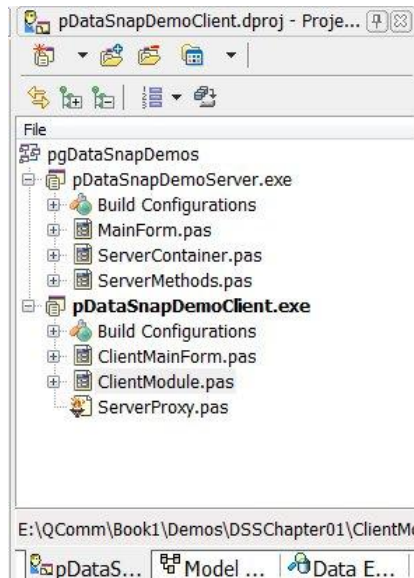 pDataSnapDemoClient.dproj - Proje...
File
pgDataSnapDemos
pDataSnapDemoServer.exe
Build Configurations
MainForm.pas
ServerContainer.pas
ServerMethods.pas
pDataSnapDemoClient.exe
Build Configurations
ClientMainForm.pas
ClientModule.pas
ServerProxy.pas
E:\QComm\Book1\Demos\DSSChapter01\ClientMo
pDataS... Model ... Data E...